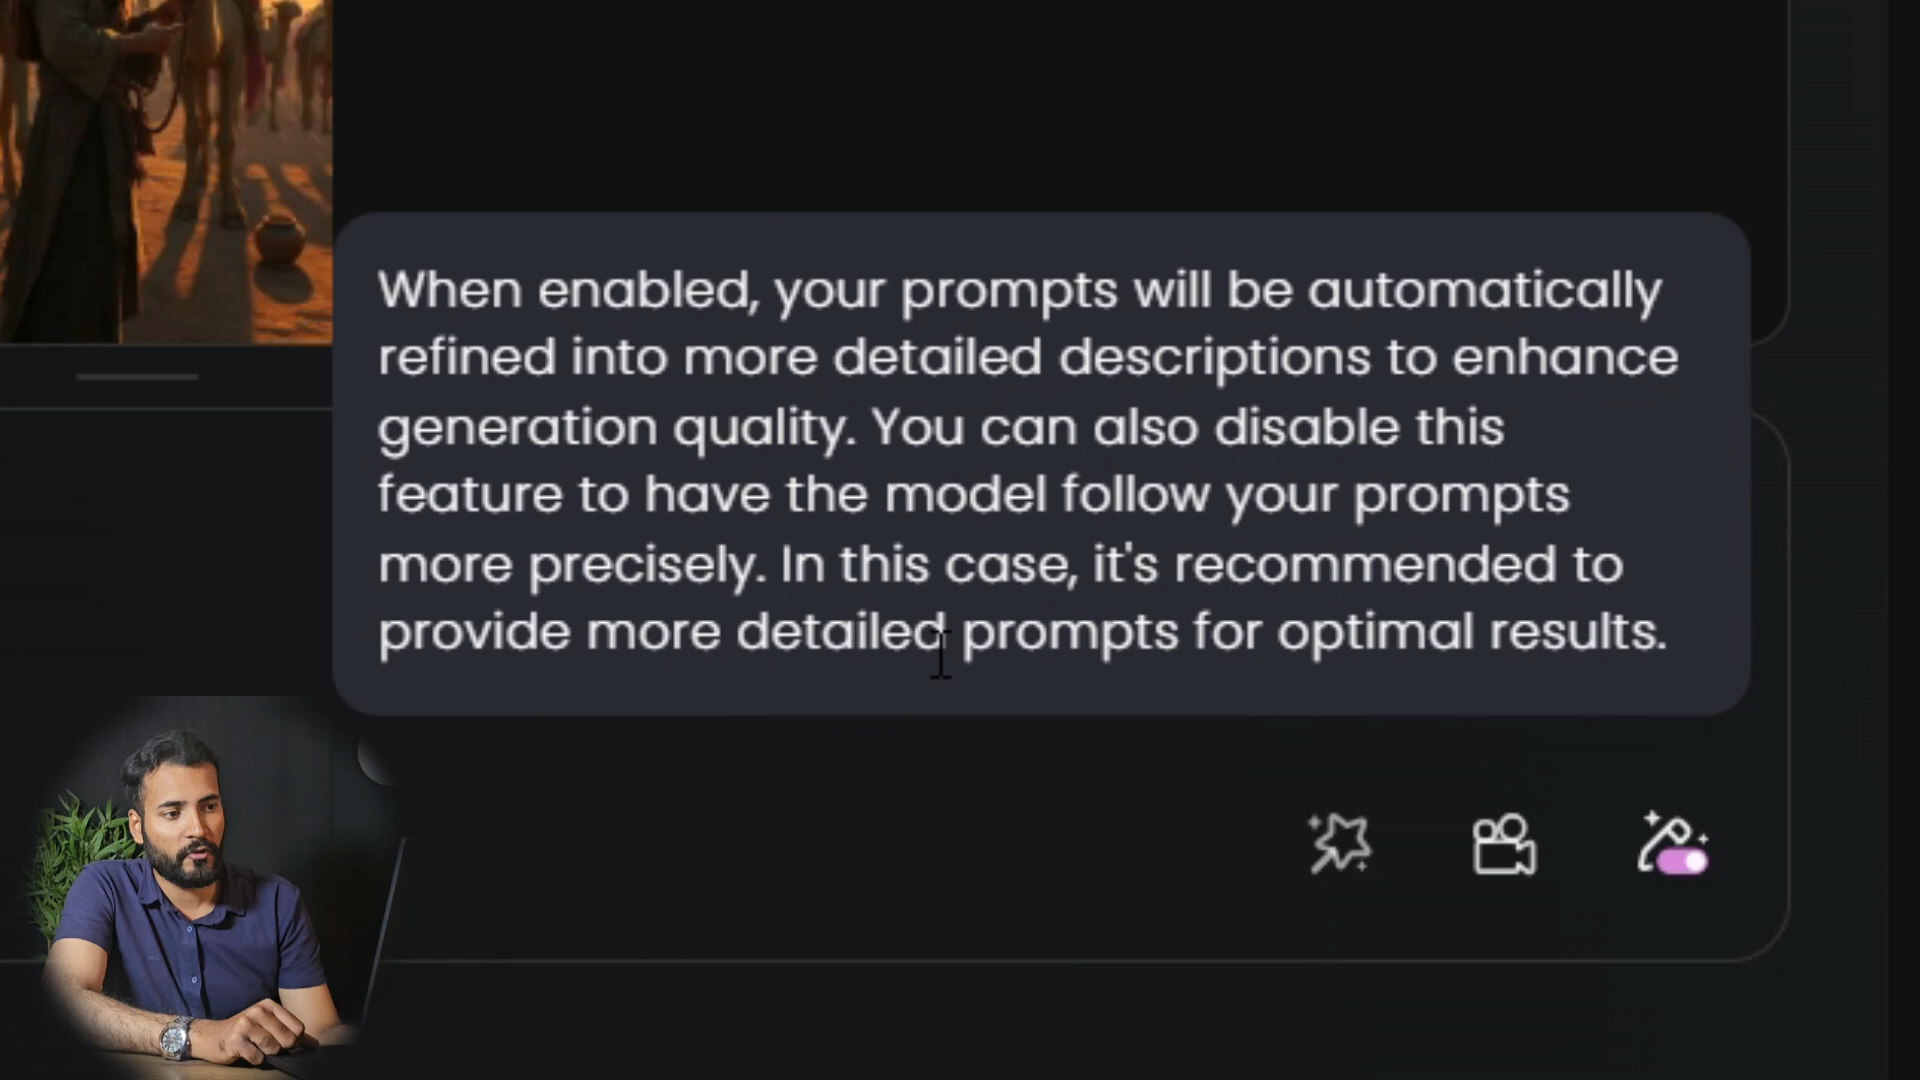 When enabled, your prompts will be automatically
refined into more detailed descriptions to enhance
generation quality. You can also disable this
feature to have the model follow your prompts
more precisely. In this case, it's recommended to
provide more detailed prompts for optimal results.